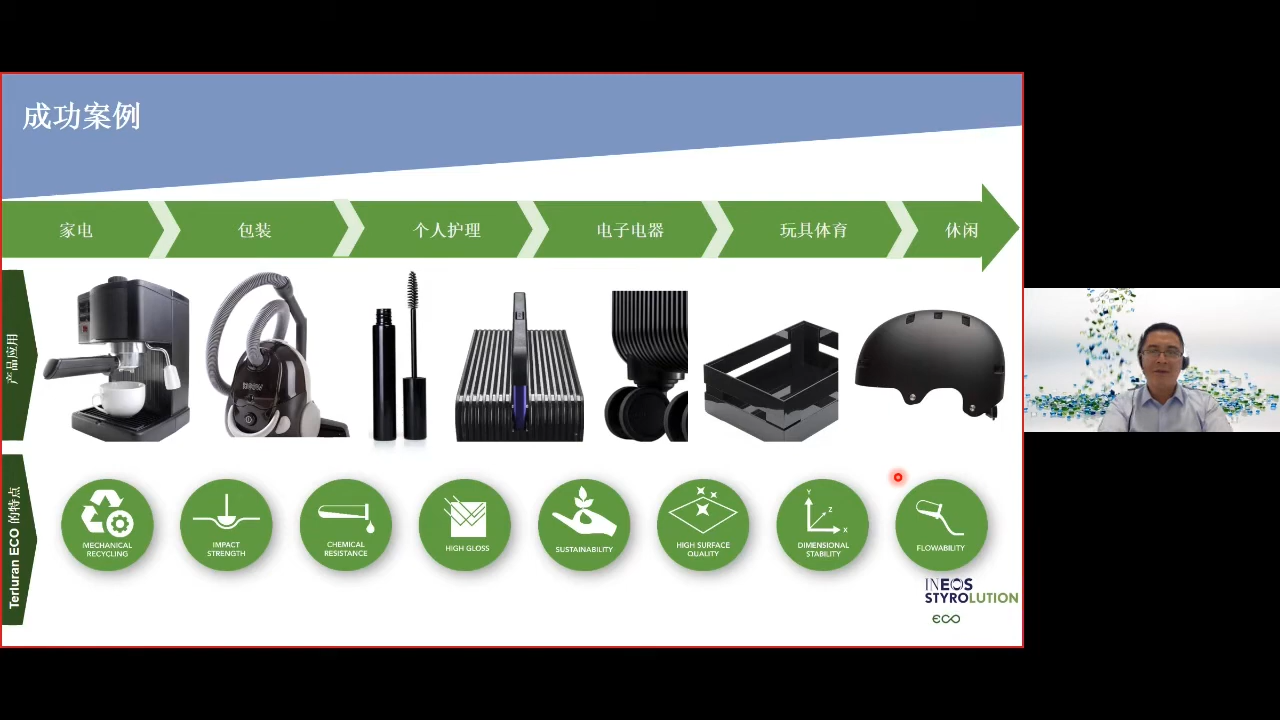 成功案例
家电
包装
个人护理
电子电器
玩具体育
休闲
产品应用
Terluran ECO 的特点
MECHANICAL
RECYCLING
IMPACT
STRENGTH
CHEMICAL
RESISTANCE
HIGH GLOSS
SUSTAINABILITY
HIGH SURFACE
QUALITY
Y
Z
X
DIMENSIONAL
STABILITY
FLOWABILITY
INEOS
STYROLUTION
eco